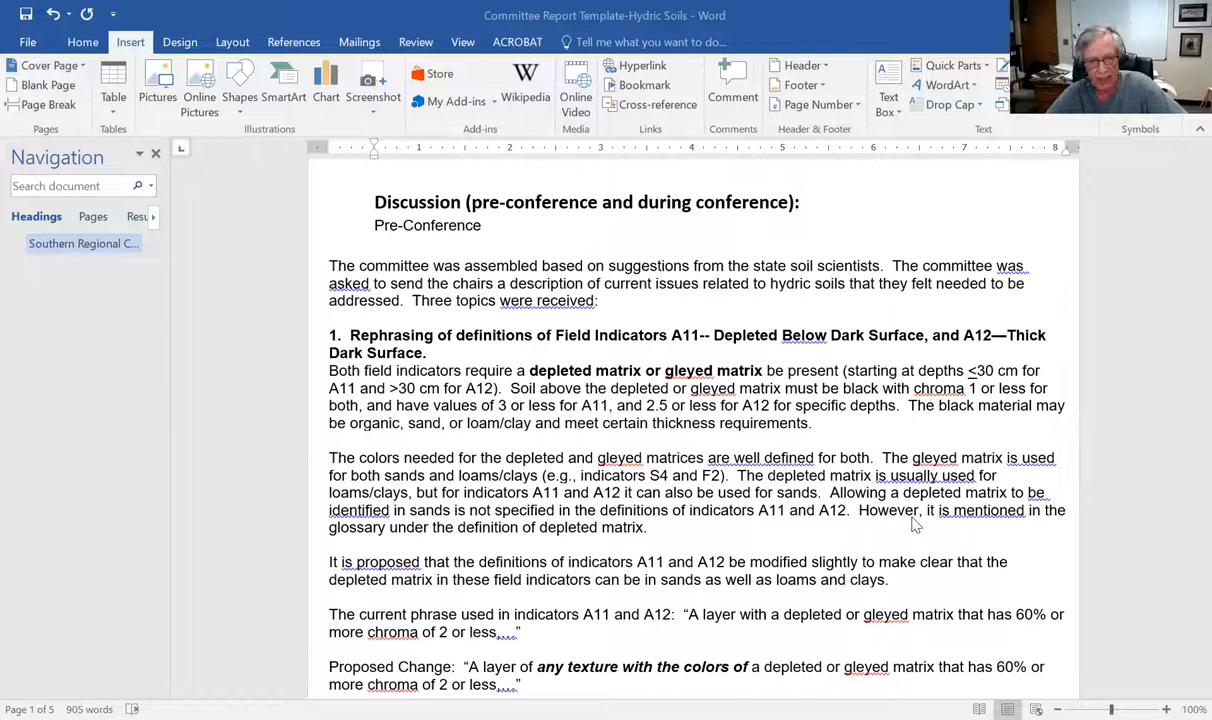 Committee Report Template-Hydric Soils - Word
File Home Insert Design Layout References Mailings Review View ACROBAT Tell me what you want to do...
Cover Page
Blank Page
Page Break
Pages
Table
Tables
Pictures
Online Pictures
Shapes
SmartArt
Chart
Screenshot
Illustrations
Store
My Add-ins
Wikipedia
Add-ins
Online Video
Media
Hyperlink
Bookmark
Cross-reference
Links
Comment
Comments
Header
Footer
Page Number
Header & Footer
Text Box
Quick Parts
WordArt
Drop Cap
Text
Symbols
Navigation
Search document
Headings Pages Resu
Southern Regional C...
1 2 3 4 5 6 7 8
Discussion (pre-conference and during conference):
Pre-Conference
The committee was assembled based on suggestions from the state soil scientists. The committee was
asked to send the chairs a description of current issues related to hydric soils that they felt needed to be
addressed. Three topics were received:
1. Rephrasing of definitions of Field Indicators A11-- Depleted Below Dark Surface, and A12—Thick
Dark Surface.
Both field indicators require a depleted matrix or gleyed matrix be present (starting at depths <30 cm for
A11 and >30 cm for A12). Soil above the depleted or gleyed matrix must be black with chroma 1 or less for
both, and have values of 3 or less for A11, and 2.5 or less for A12 for specific depths. The black material may
be organic, sand, or loam/clay and meet certain thickness requirements.
The colors needed for the depleted and gleyed matrices are well defined for both. The gleyed matrix is used
for both sands and loams/clays (e.g., indicators S4 and F2). The depleted matrix is usually used for
loams/clays, but for indicators A11 and A12 it can also be used for sands. Allowing a depleted matrix to be
identified in sands is not specified in the definitions of indicators A11 and A12. However, it is mentioned in the
glossary under the definition of depleted matrix.
It is proposed that the definitions of indicators A11 and A12 be modified slightly to make clear that the
depleted matrix in these field indicators can be in sands as well as loams and clays.
The current phrase used in indicators A11 and A12: “A layer with a depleted or gleyed matrix that has 60% or
more chroma of 2 or less,...”
Proposed Change: “A layer of any texture with the colors of a depleted or gleyed matrix that has 60% or
more chroma of 2 or less,...”
Page 1 of 5 905 words 100%